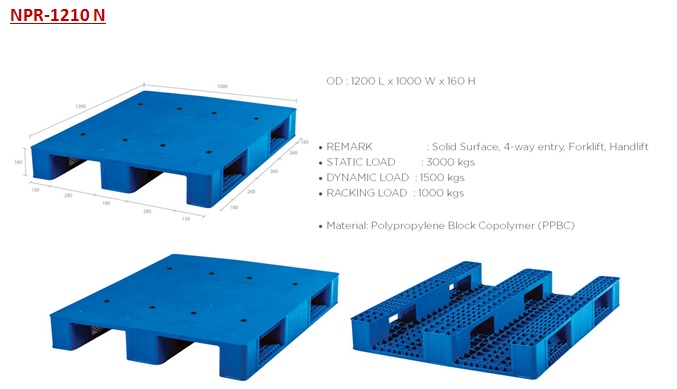 NPR-1210 N
1000
1200
OD : 1200 L x 1000 W x 160 H
160
130
280
180
280
130
160
260
160
260
160
• REMARK : Solid Surface, 4-way entry, Forklift, Handlift
• STATIC LOAD : 3000 kgs
• DYNAMIC LOAD : 1500 kgs
• RACKING LOAD : 1000 kgs
• Material: Polypropylene Block Copolymer (PPBC)